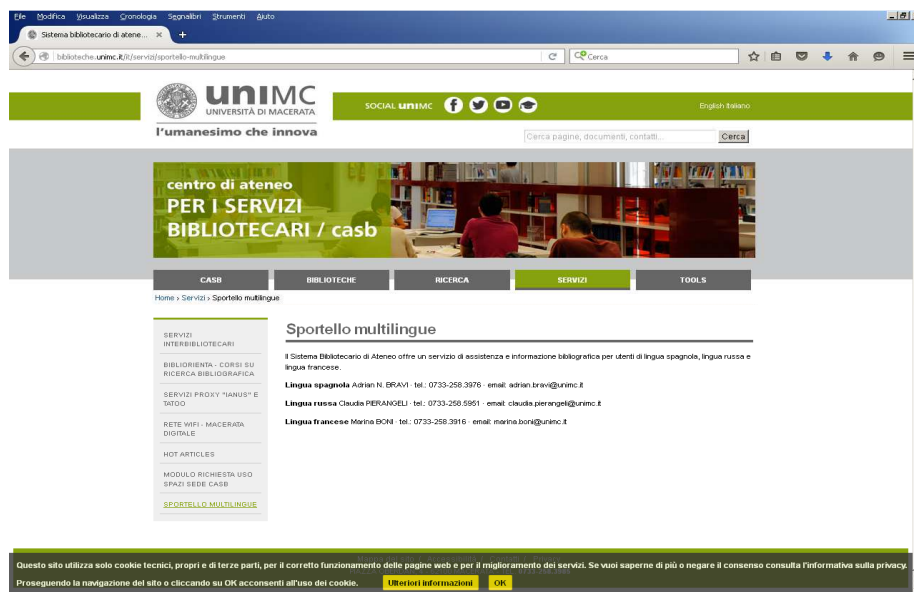 File Modifica Visualizza Cronologia Segnalibri Strumenti Aiuto
Sistema bibliotecario di atene...
biblioteche.unimc.it/it/servizi/sportello-multilingue
Cerca
unIMC
UNIVERSITÀ DI MACERATA
l'umanesimo che innova
SOCIAL unIMC
English Italiano
Cerca pagine, documenti, contatti...
Cerca
centro di ateneo
PER I SERVIZI
BIBLIOTECARI / casb
CASB BIBLIOTECHE RICERCA SERVIZI TOOLS
Home › Servizi › Sportello multilingue
SERVIZI
INTERBIBLIOTECARI
BIBLIORIENTA - CORSI SU
RICERCA BIBLIOGRAFICA
SERVIZI PROXY "IANUS" E
TATOO
RETE WIFI - MACERATA
DIGITALE
HOT ARTICLES
MODULO RICHIESTA USO
SPAZI SEDE CASB
SPORTELLO MULTILINGUE
Sportello multilingue
Il Sistema Bibliotecario di Ateneo offre un servizio di assistenza e informazione bibliografica per utenti di lingua spagnola, lingua russa e
lingua francese.
Lingua spagnola Adrian N. BRAVI - tel.: 0733-258.3976 - email: adrian.bravi@unimc.it
Lingua russa Claudia PIERANGELI - tel.: 0733-258.5951 - email: claudia.pierangeli@unimc.it
Lingua francese Marina BONI - tel.: 0733-258.3916 - email: marina.boni@unimc.it
Questo sito utilizza solo cookie tecnici, propri e di terze parti, per il corretto funzionamento delle pagine web e per il miglioramento dei servizi. Se vuoi saperne di più o negare il consenso consulta l'informativa sulla privacy.
Proseguendo la navigazione del sito o cliccando su OK acconsenti all'uso dei cookie.
Ulteriori informazioni
OK